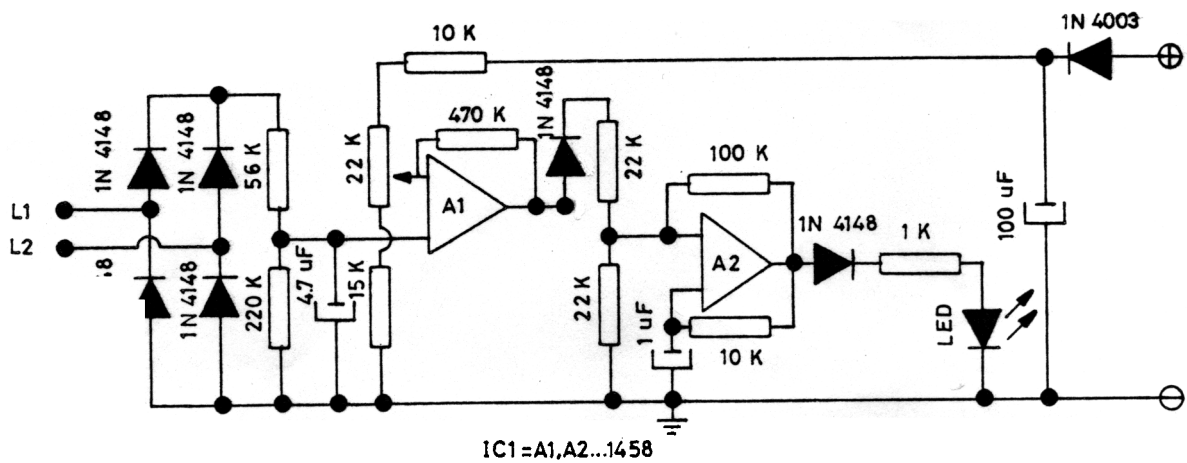 1N 4003
10 K
1N 4148
470 K
1N 4148
1N 4148
56 K
22 K
22 K
100 K
A1
L1
L2
1N 4148
1 K
100 uF
A2
48
1N 4148
220 K
4.7 uF
15 K
22 K
1 uF
10 K
LED
IC1=A1,A2...1458